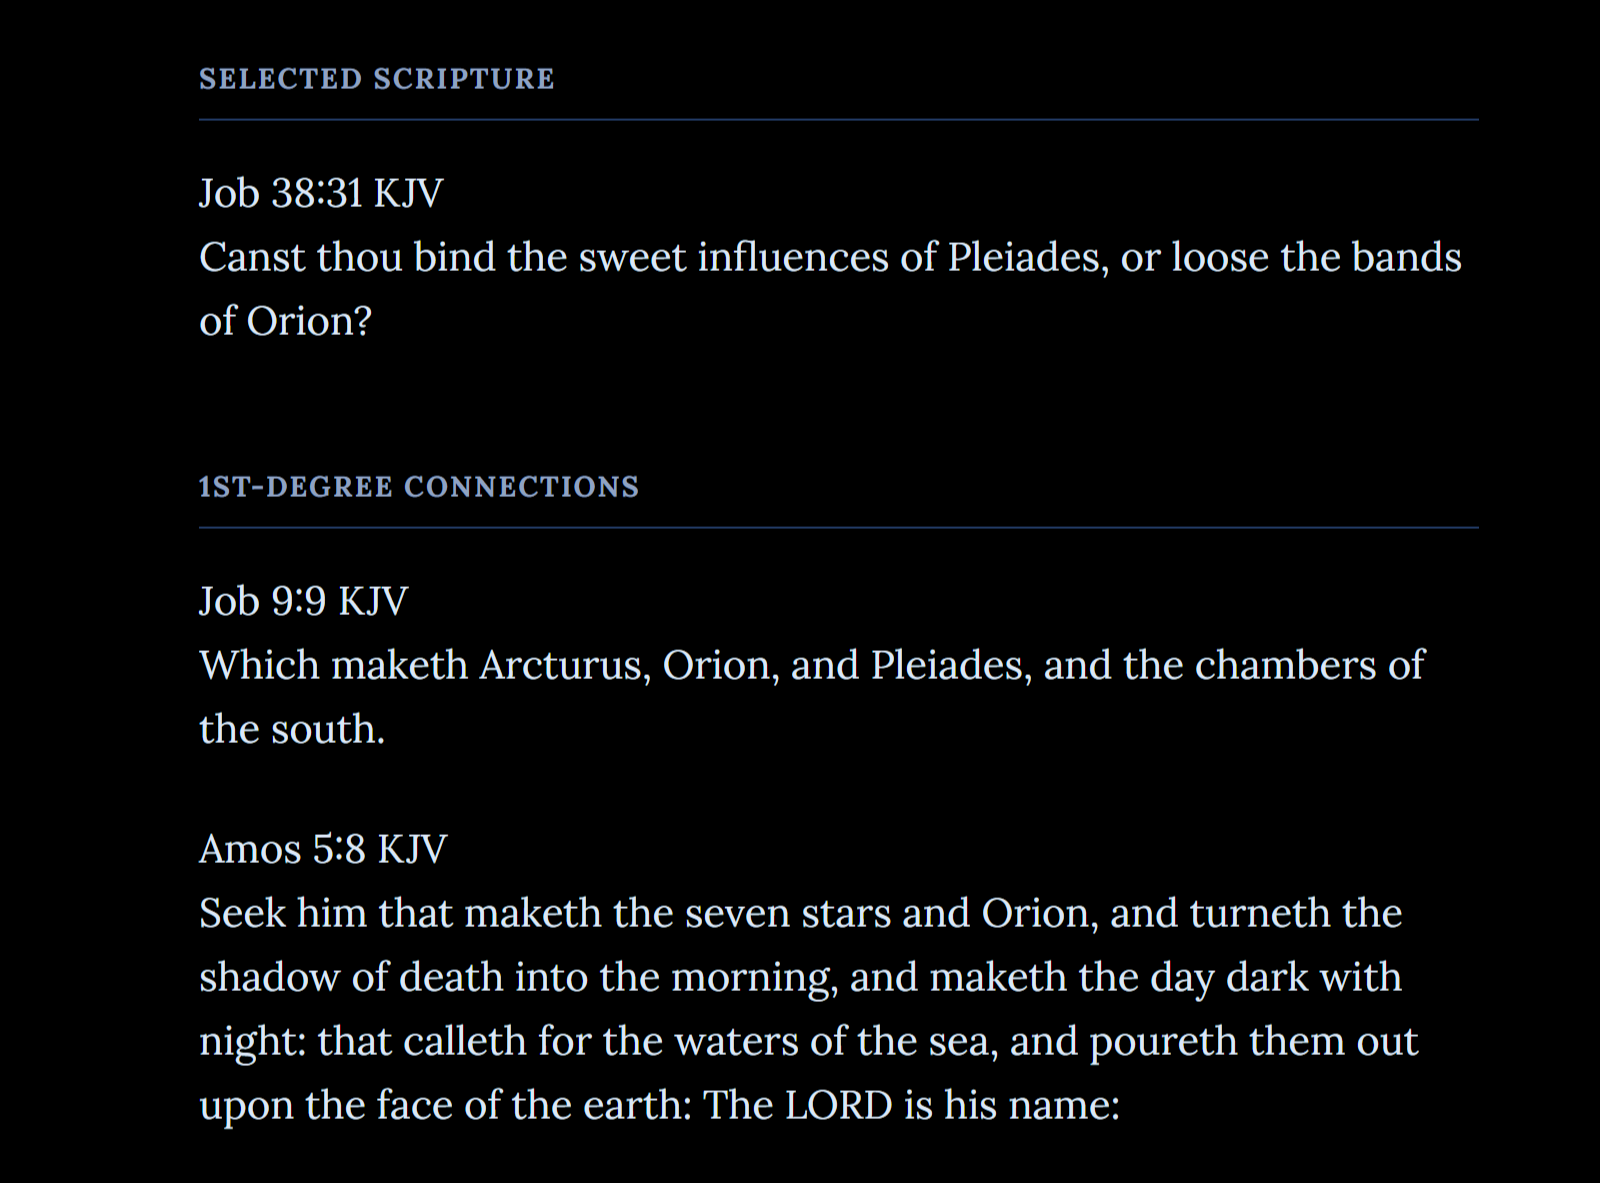 SELECTED SCRIPTURE
Job 38:31 KJV
Canst thou bind the sweet influences of Pleiades, or loose the bands
of Orion?
1ST-DEGREE CONNECTIONS
Job 9:9 KJV
Which maketh Arcturus, Orion, and Pleiades, and the chambers of
the south.
Amos 5:8 KJV
Seek him that maketh the seven stars and Orion, and turneth the
shadow of death into the morning, and maketh the day dark with
night: that calleth for the waters of the sea, and poureth them out
upon the face of the earth: The LORD is his name: